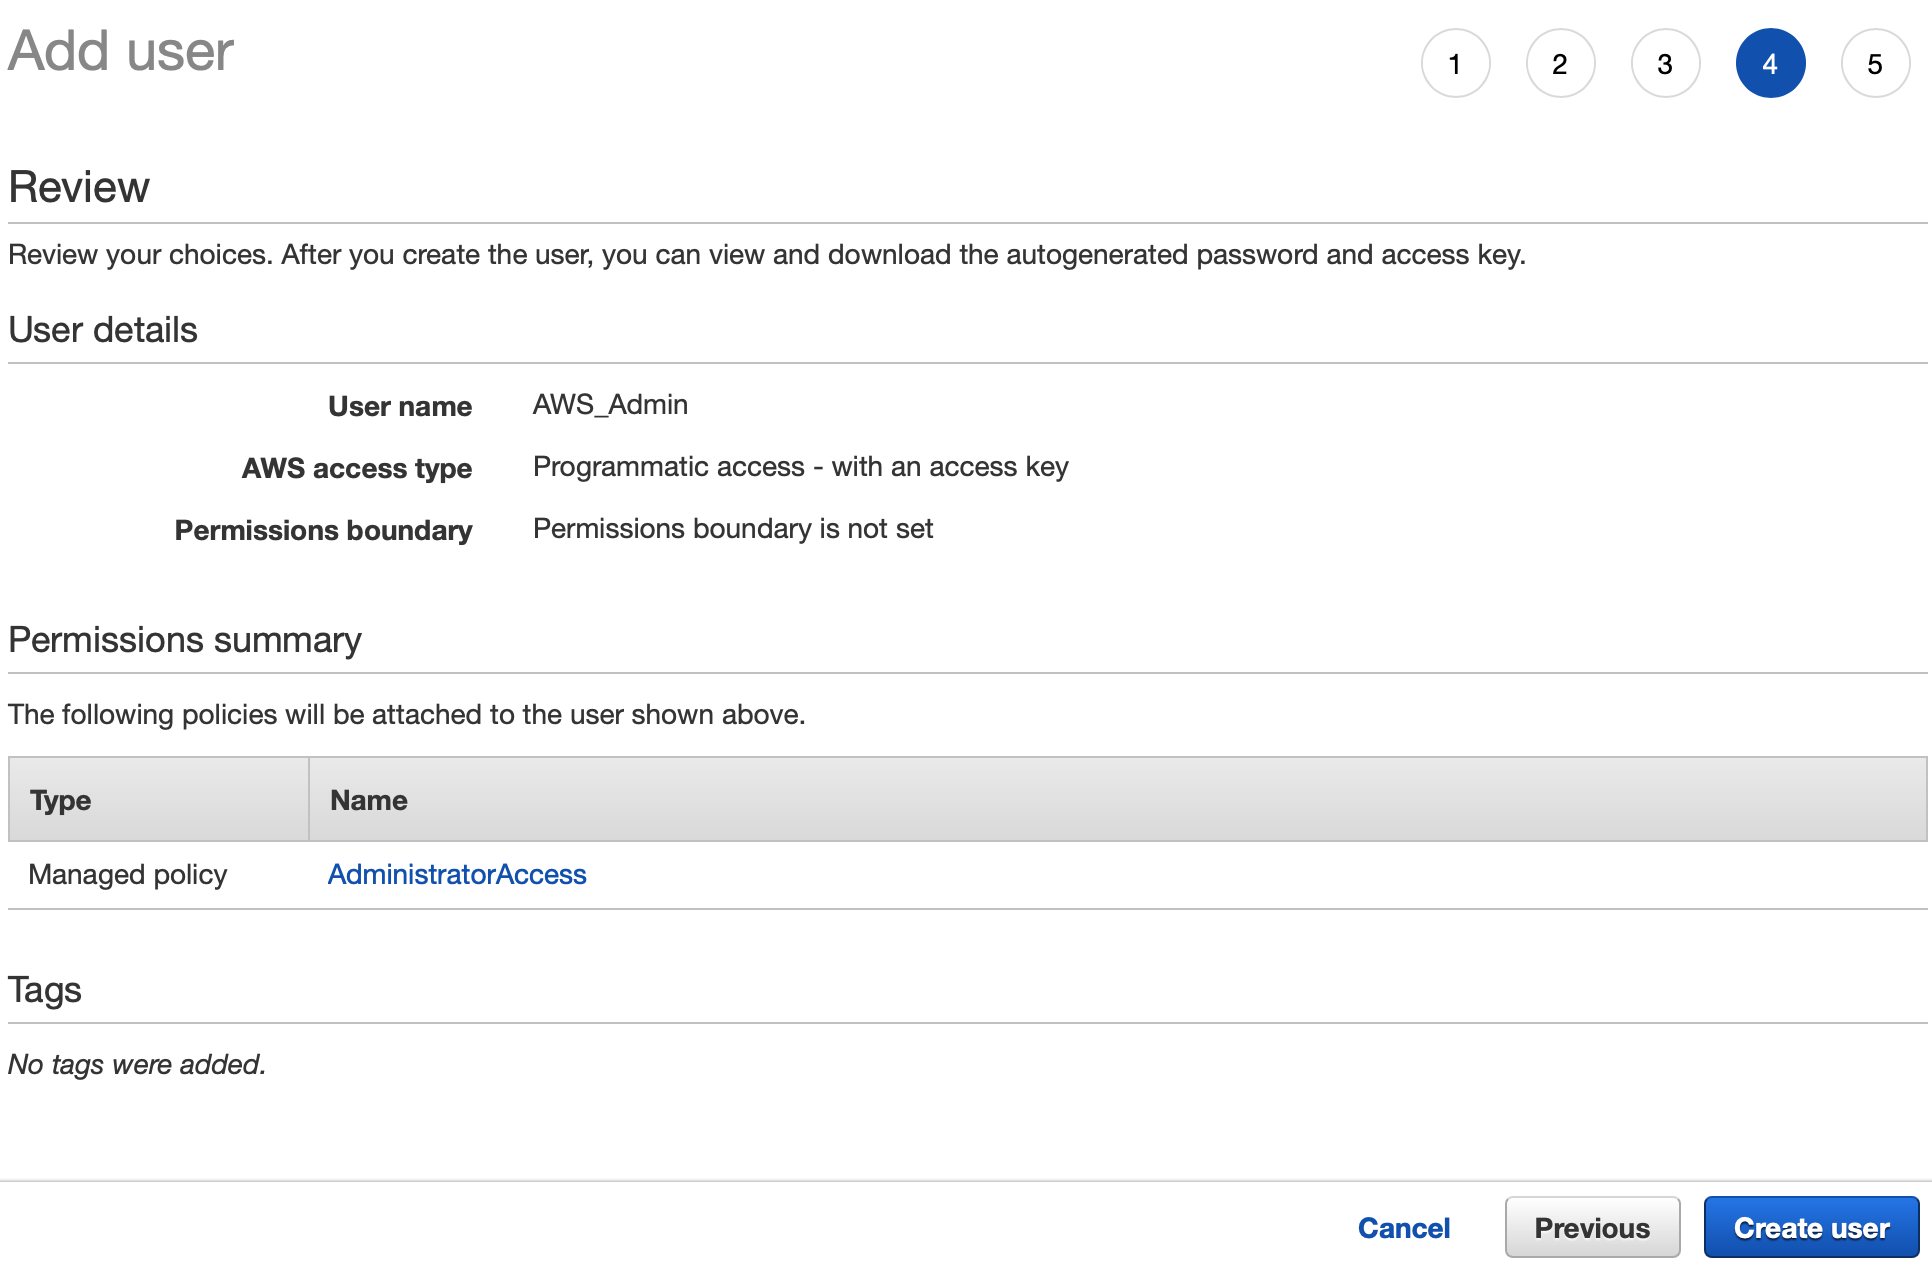 Add user
1 2 3 4 5
Review
Review your choices. After you create the user, you can view and download the autogenerated password and access key.
User details
User name AWS_Admin
AWS access type Programmatic access - with an access key
Permissions boundary Permissions boundary is not set
Permissions summary
The following policies will be attached to the user shown above.
Type Name
Managed policy AdministratorAccess
Tags
No tags were added.
Cancel Previous Create user